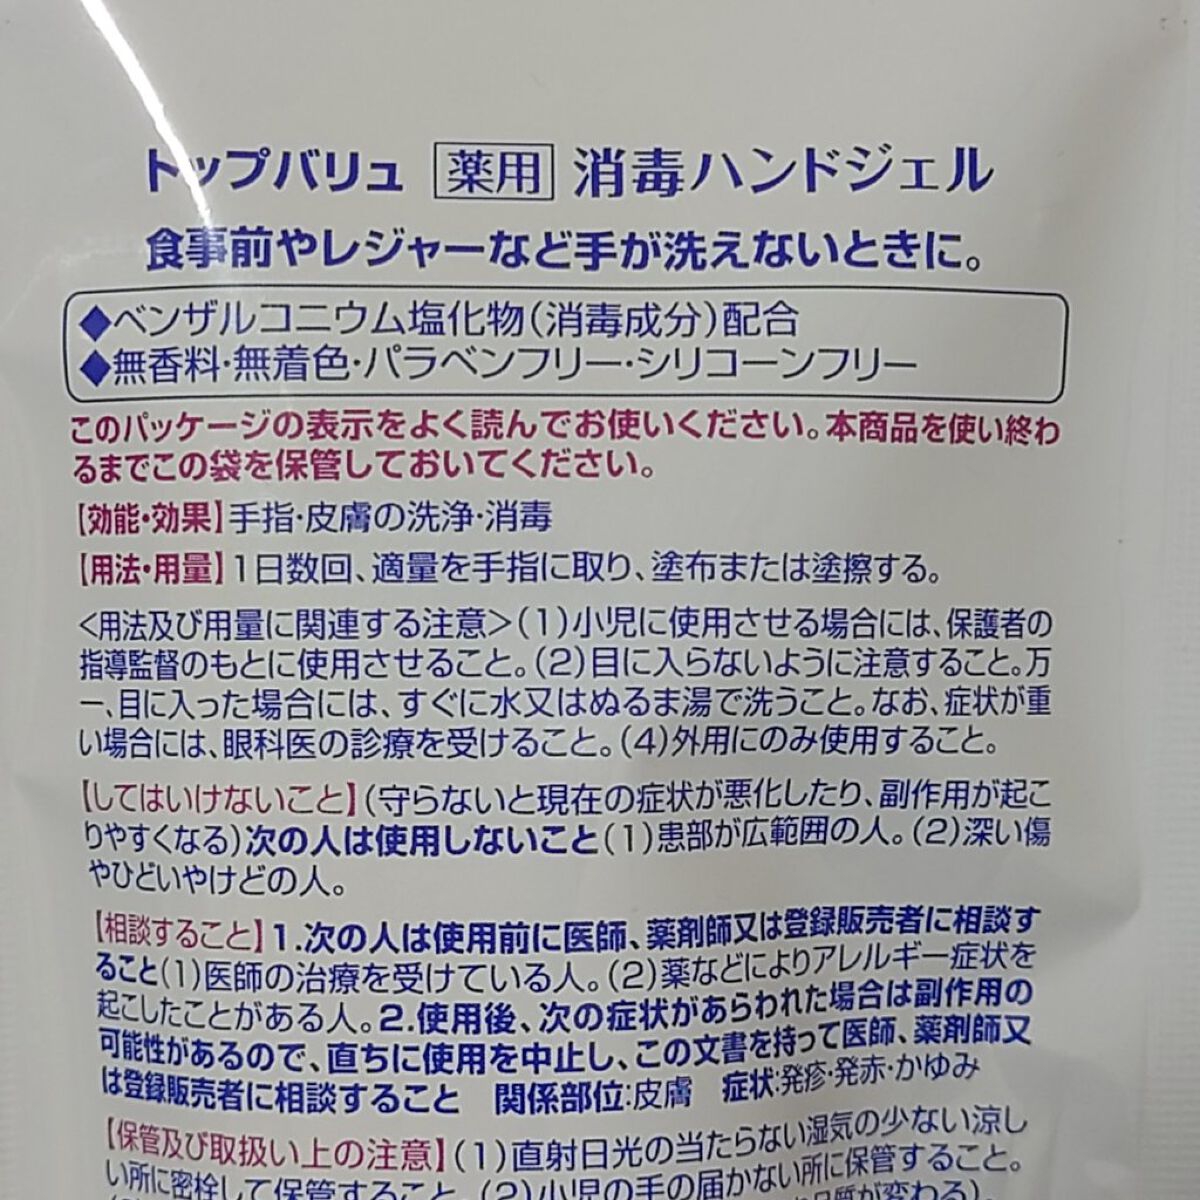 トップバリュ 薬用 消毒ハンドジェル
食事前やレジャーなど手が洗えないときに。
◆ベンザルコニウム塩化物(消毒成分)配合
◆無香料・無着色・パラベンフリー・シリコーンフリー
このパッケージの表示をよく読んでお使いください。本商品を使い終わ
るまでこの袋を保管しておいてください。
【効能・効果】手指・皮膚の洗浄・消毒
【用法・用量】1日数回、適量を手指に取り、塗布または塗擦する。
<用法及び用量に関連する注意>(1)小児に使用させる場合には、保護者の
指導監督のもとに使用させること。(2)目に入らないように注意すること。万
一、目に入った場合には、すぐに水又はぬるま湯で洗うこと。なお、症状が重
い場合には、眼科医の診療を受けること。(4)外用にのみ使用すること。
【してはいけないこと】(守らないと現在の症状が悪化したり、副作用が起こ
りやすくなる)次の人は使用しないこと(1)患部が広範囲の人。(2)深い傷
やひどいやけどの人。
【相談すること】1.次の人は使用前に医師、薬剤師又は登録販売者に相談す
ること(1)医師の治療を受けている人。(2)薬などによりアレルギー症状を
起こしたことがある人。2.使用後、次の症状があらわれた場合は副作用の
可能性があるので、直ちに使用を中止し、この文書を持って医師、薬剤師又
は登録販売者に相談すること 関係部位:皮膚 症状:発疹・発赤・かゆみ
【保管及び取扱い上の注意】(1)直射日光の当たらない湿気の少ない涼し
い所に密栓して保管すること。(2)小児の手の届かない所に保管すること。
品質が変わる)